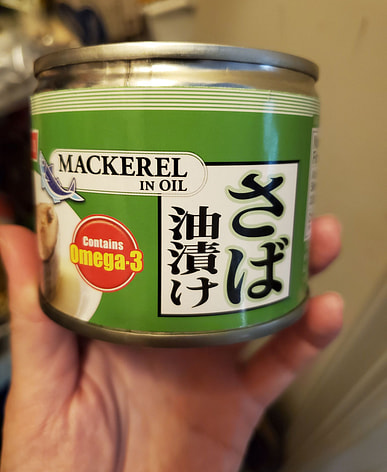 MACKEREL
IN OIL
Contains
Omega-3
さば
油漬け